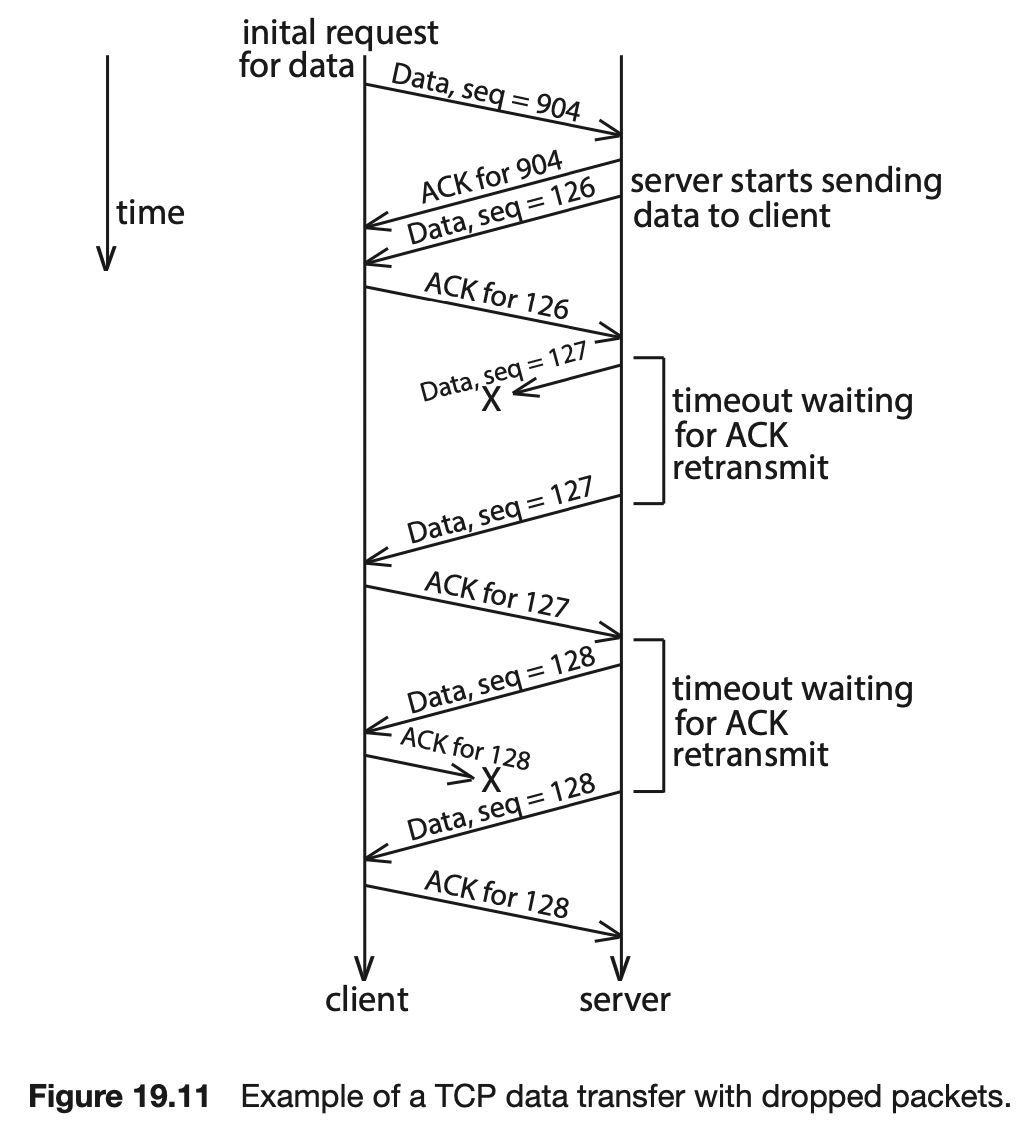 inital request
for data
Data, seq = 904
ACK for 904
time
server starts sending
data to client
Data, seq = 126
ACK for 126
Data, seq = 127
X
timeout waiting
for ACK
retransmit
Data, seq = 127
ACK for 127
Data, seq = 128
timeout waiting
for ACK
retransmit
ACK for 128
X
Data, seq = 128
ACK for 128
client
server
Figure 19.11 Example of a TCP data transfer with dropped packets.